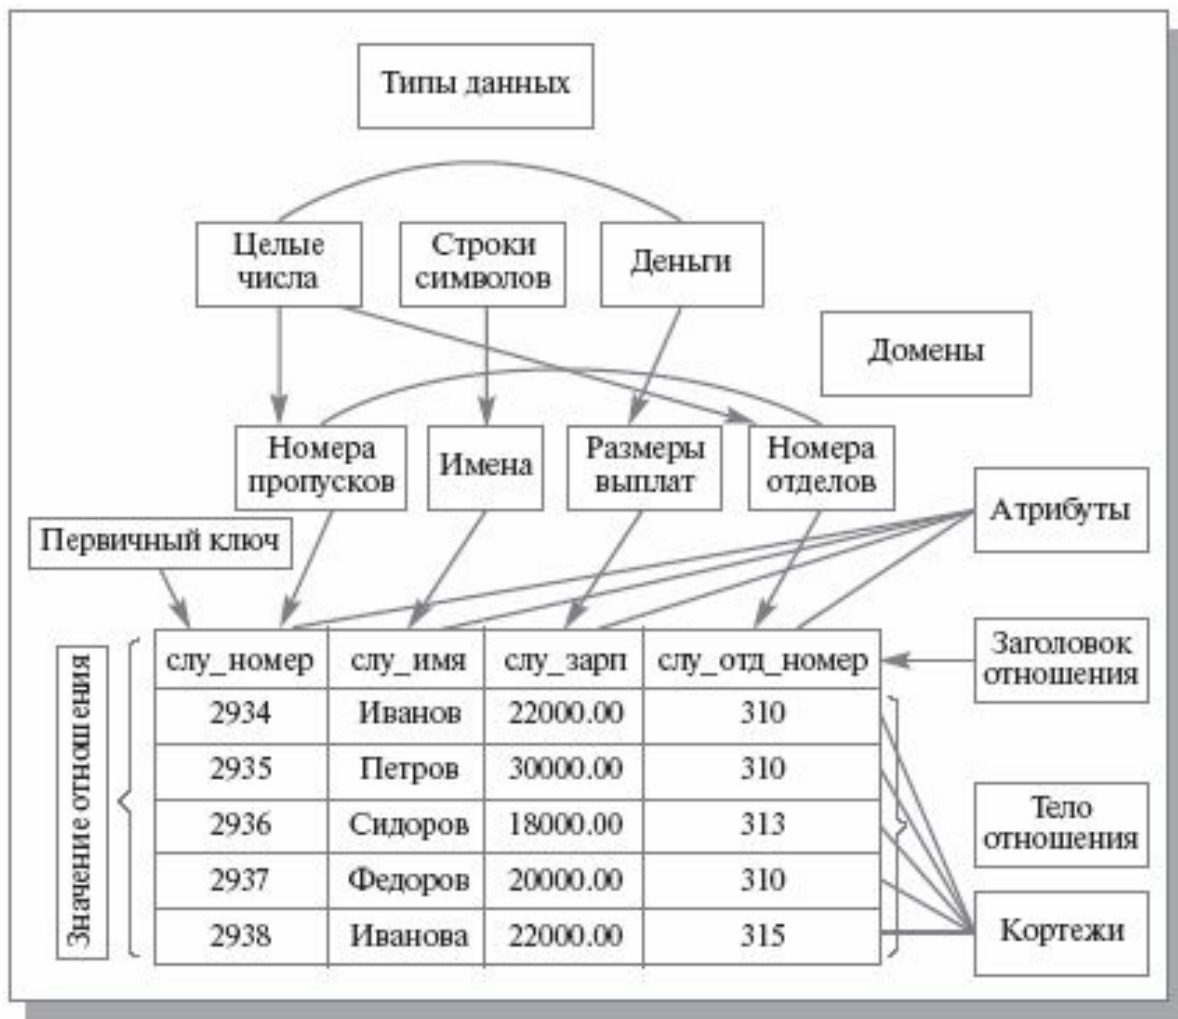 Типы данных
Целые
числа
Строки
символов
Деньги
Домены
Номера
пропусков
Имена
Размеры
выплат
Номера
отделов
Атрибуты
Первичный ключ
Значение отношения
слу_номер слу_имя слу_зарп слу_отд_номер
Заголовок
отношения
2934 Иванов 22000.00 310
2935 Петров 30000.00 310
2936 Сидоров 18000.00 313
2937 Федоров 20000.00 310
2938 Иванова 22000.00 315
Тело
отношения
Кортежи